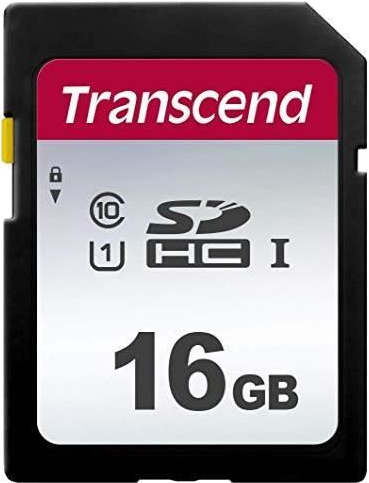 Transcend
10 SD
U1 HC I
16GB